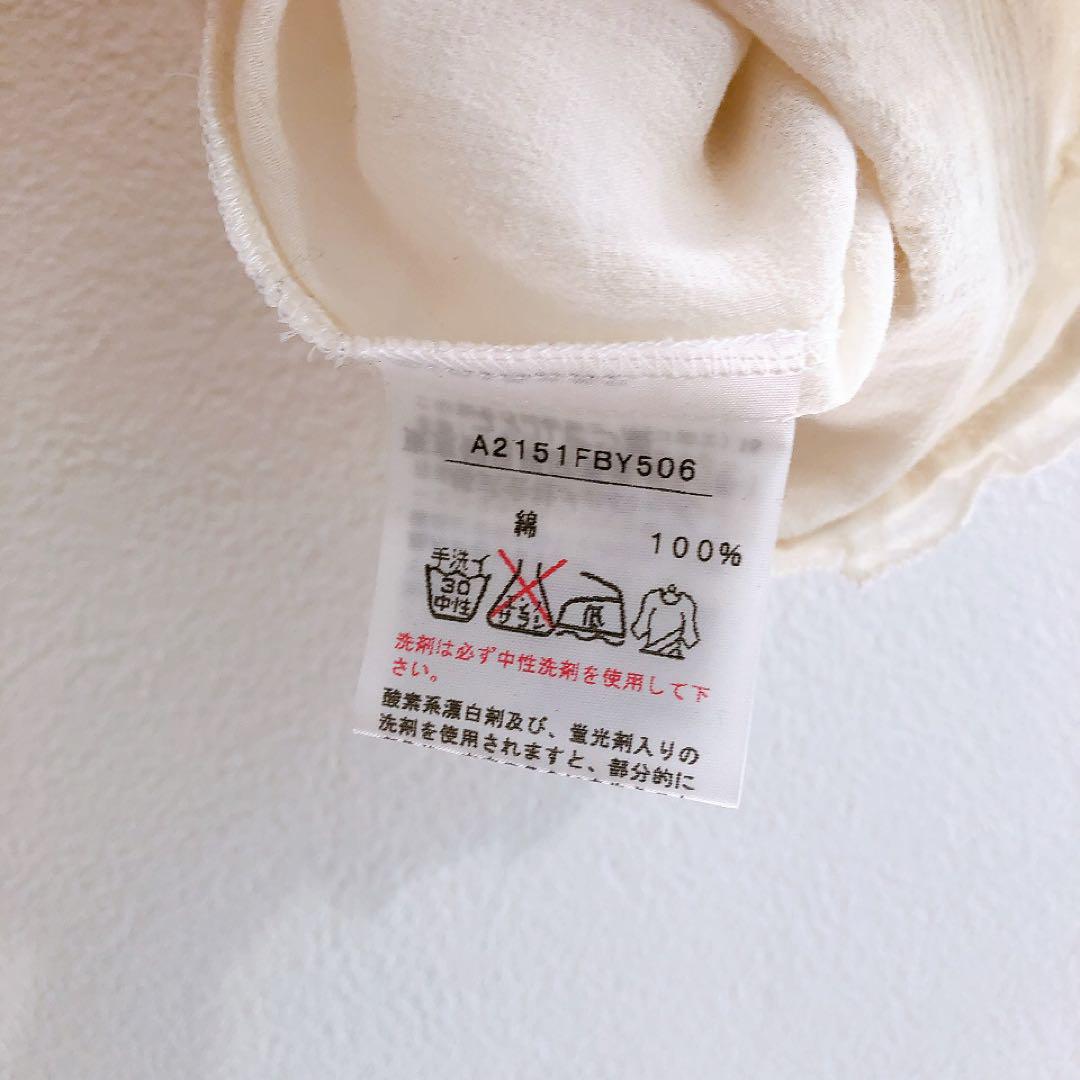 A2151FBY506
綿 100%
手洗イ
30
中性
エンソ
サラシ
低
洗剤は必ず中性洗剤を使用して下
さい。
酸素系漂白剤及び、蛍光剤入りの
洗剤を使用されますと、部分的に